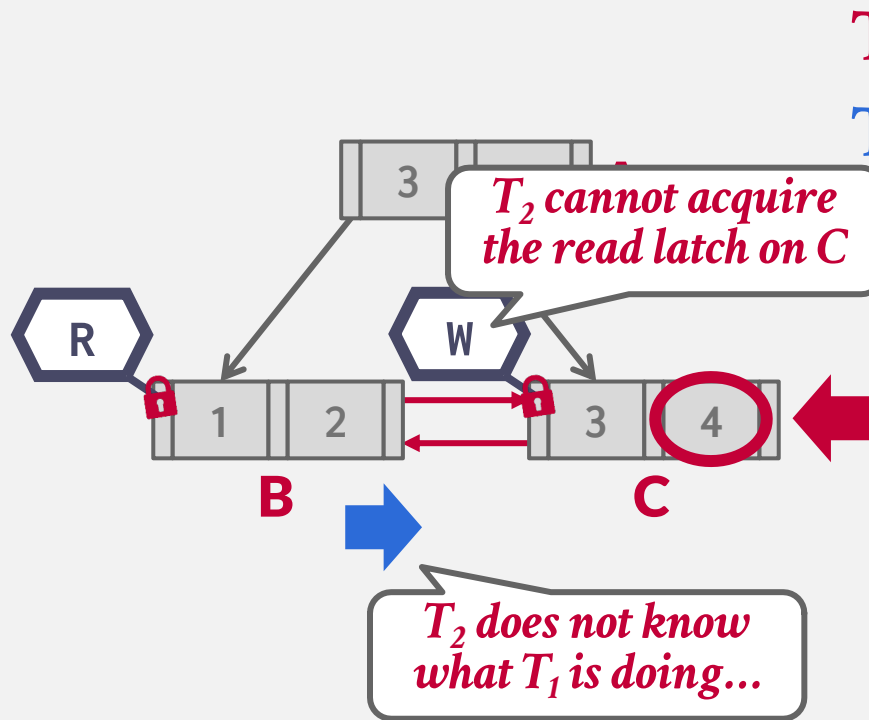 T
T
3
T₂ cannot acquire
the read latch on C
R
W
1 2
3 4
B
C
T₂ does not know
what T₁ is doing...